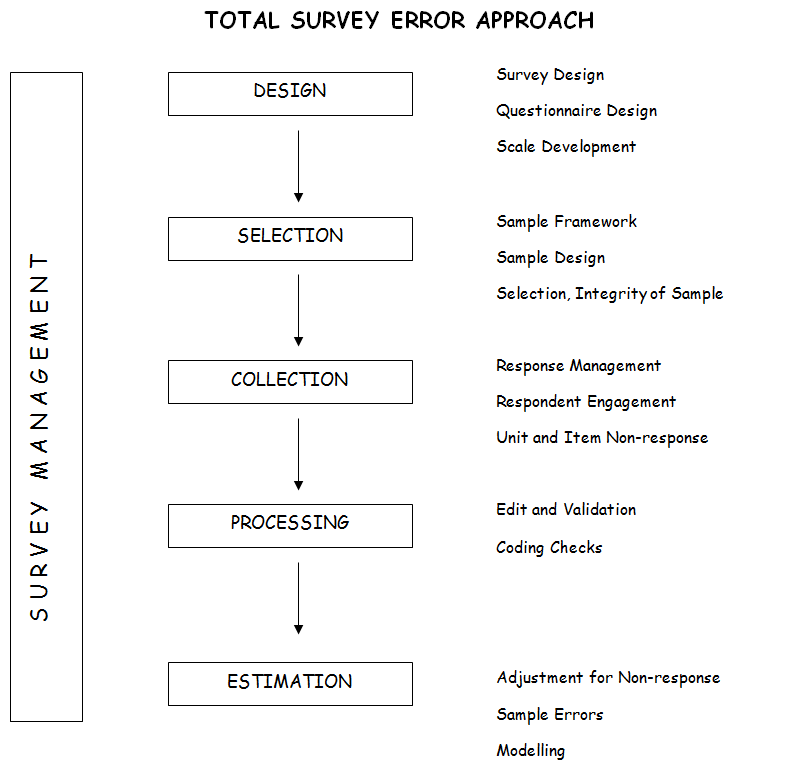 TOTAL SURVEY ERROR APPROACH
SURVEY MANAGEMENT
DESIGN
Survey Design
Questionnaire Design
Scale Development
SELECTION
Sample Framework
Sample Design
Selection, Integrity of Sample
COLLECTION
Response Management
Respondent Engagement
Unit and Item Non-response
PROCESSING
Edit and Validation
Coding Checks
ESTIMATION
Adjustment for Non-response
Sample Errors
Modelling